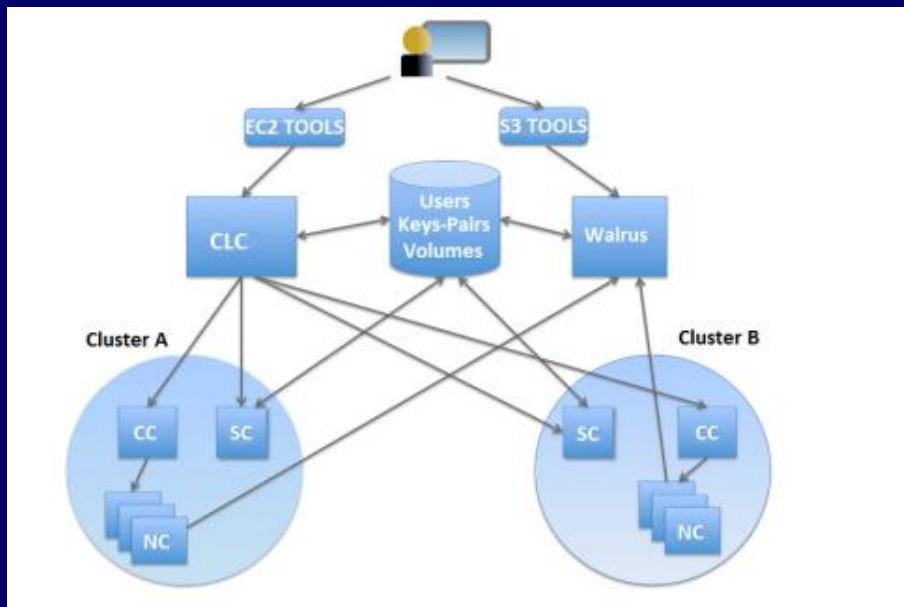 EC2 TOOLS
S3 TOOLS
CLC
Users
Keys-Pairs
Volumes
Walrus
Cluster A
Cluster B
CC
SC
SC
CC
NC
NC